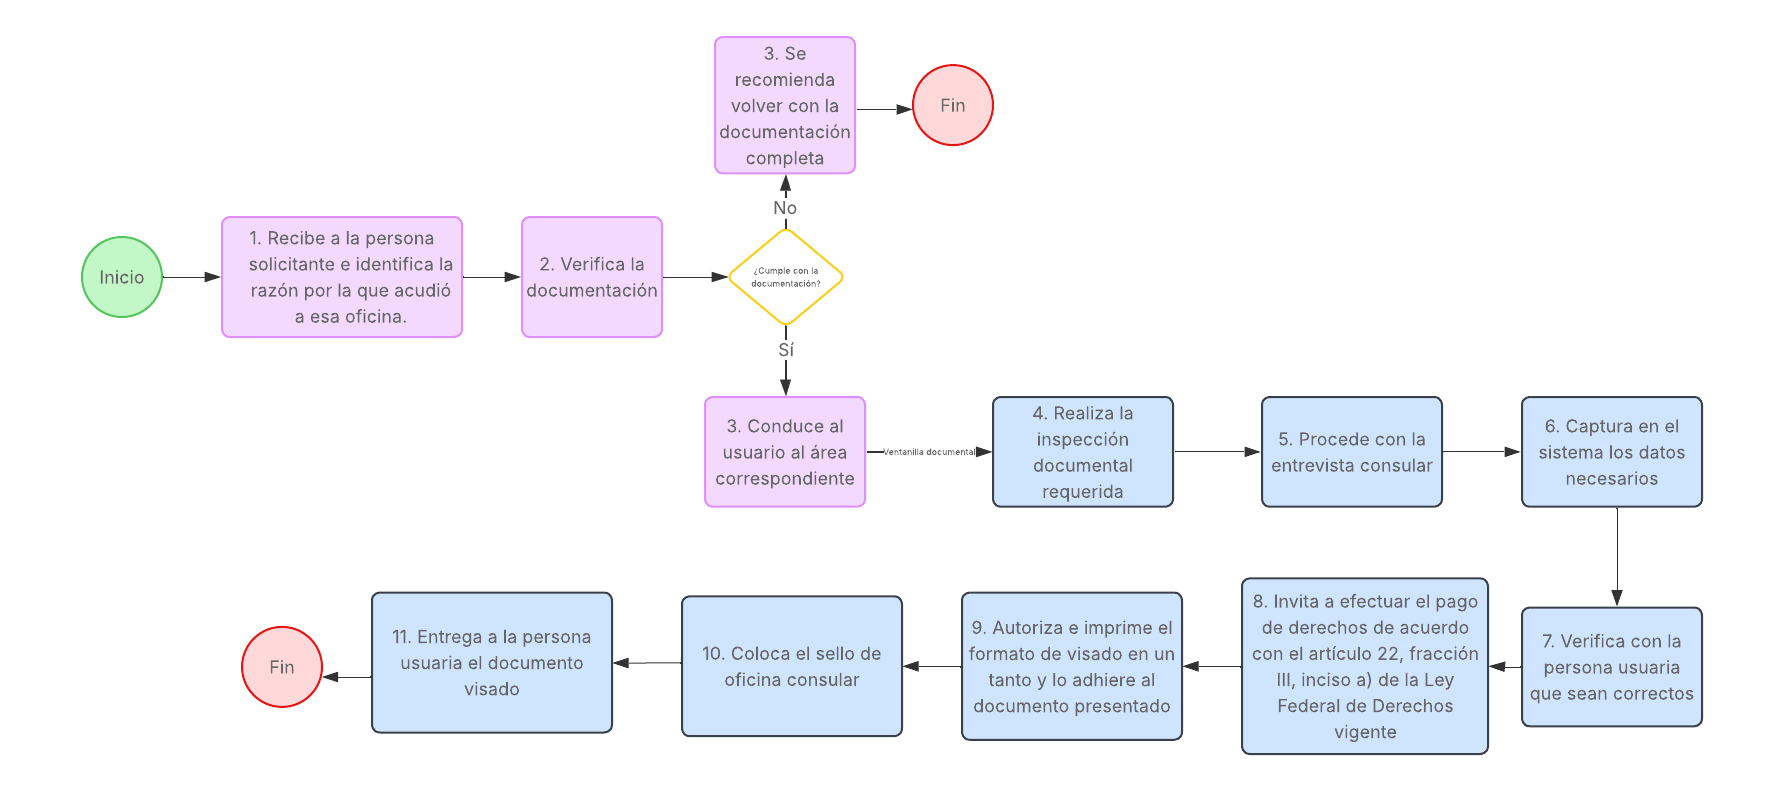 3. Se
recomienda
volver con la
documentación
completa
Fin
No
Inicio
1. Recibe a la persona
solicitante e identifica la
razón por la que acudió
a esa oficina.
2. Verifica la
documentación
¿Cumple con la
documentación?
Sí
3. Conduce al
usuario al área
correspondiente
Ventanilla documental
4. Realiza la
inspección
documental
requerida
5. Procede con la
entrevista consular
6. Captura en el
sistema los datos
necesarios
7. Verifica con la
persona usuaria
que sean correctos
8. Invita a efectuar el pago
de derechos de acuerdo
con el artículo 22, fracción
III, inciso a) de la Ley
Federal de Derechos
vigente
9. Autoriza e imprime el
formato de visado en un
tanto y lo adhiere al
documento presentado
10. Coloca el sello de
oficina consular
11. Entrega a la persona
usuaria el documento
visado
Fin